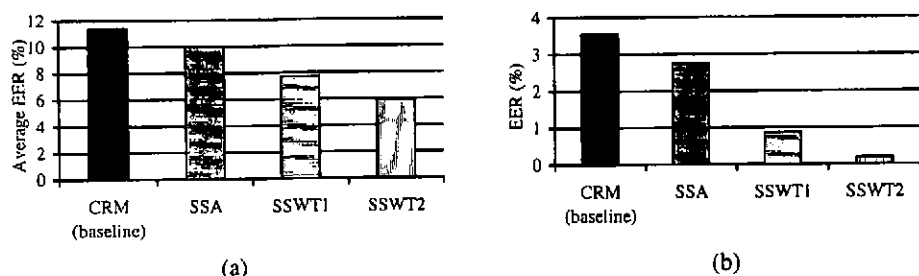 12
10
8
6
4
2
0
Average EER (%)
CRM
(baseline)
SSA
SSWT1
SSWT2
(a)
4
3
2
1
0
EER (%)
CRM
(baseline)
SSA
SSWT1
SSWT2
(b)